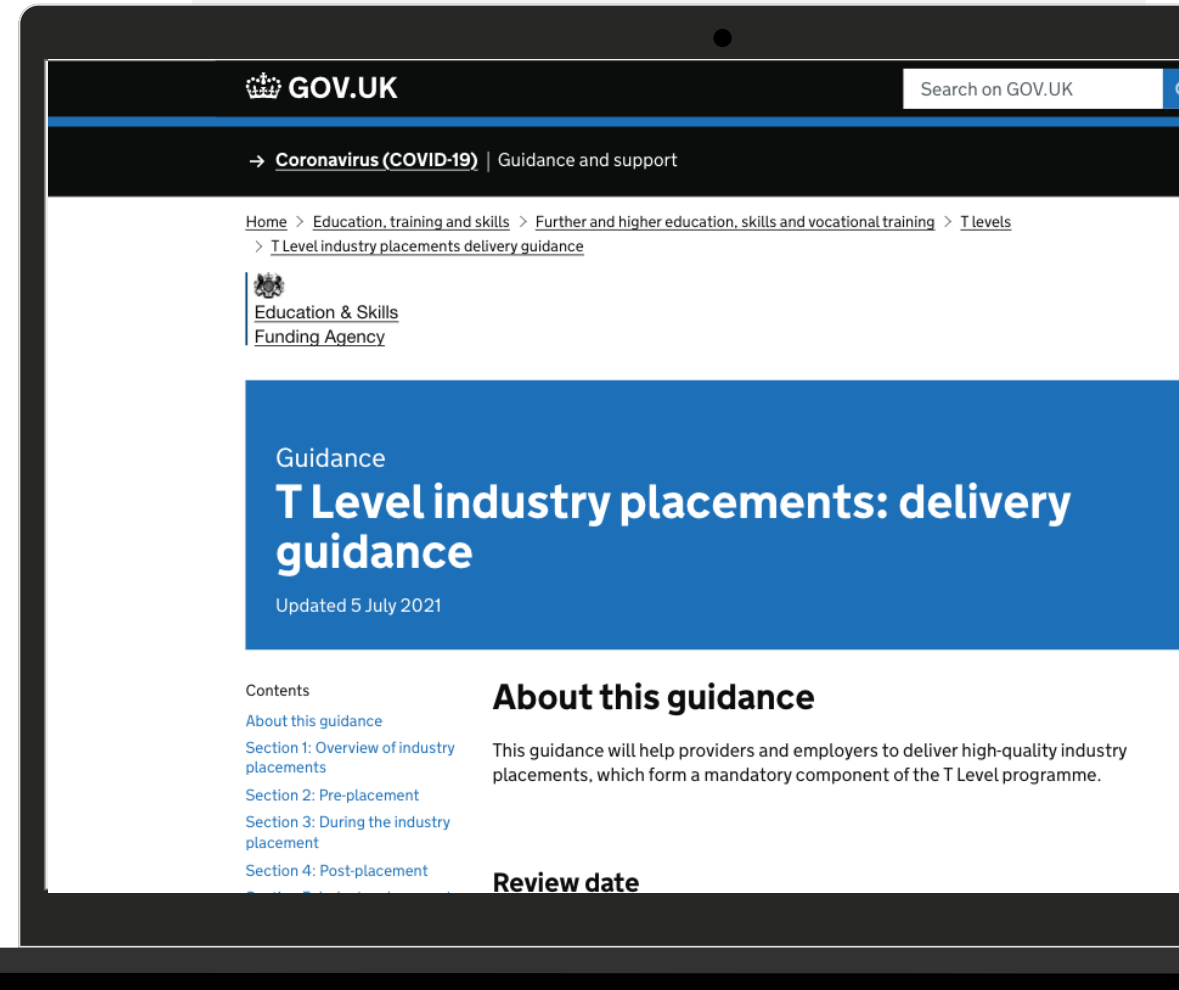 GOV.UK
Search on GOV.UK
→ Coronavirus (COVID-19) | Guidance and support
Home > Education, training and skills > Further and higher education, skills and vocational training > T levels
> T Level industry placements delivery guidance
Education & Skills
Funding Agency
Guidance
T Level industry placements: delivery
guidance
Updated 5 July 2021
Contents
About this guidance
Section 1: Overview of industry
placements
Section 2: Pre-placement
Section 3: During the industry
placement
Section 4: Post-placement
About this guidance
This guidance will help providers and employers to deliver high-quality industry
placements, which form a mandatory component of the T Level programme.
Review date